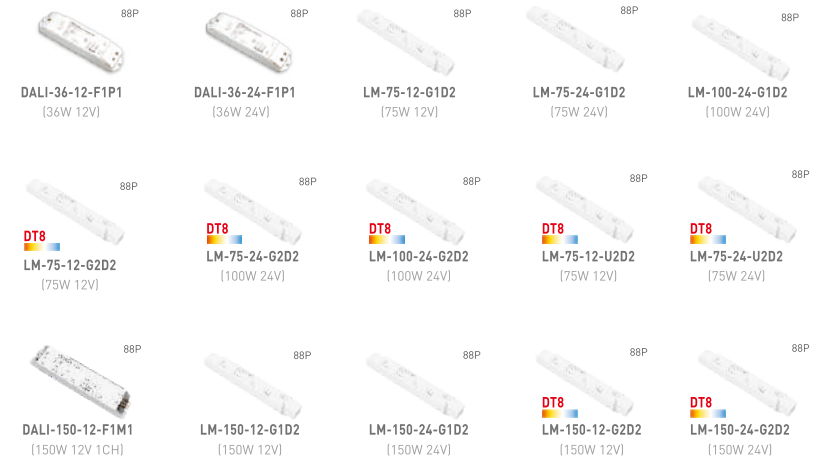 88P
88P
88P
88P
88P
DALI-36-12-F1P1
DALI-36-24-F1P1
LM-75-12-G1D2
LM-75-24-G1D2
LM-100-24-G1D2
(36W 12V)
(36W 24V)
(75W 12V)
(75W 24V)
(100W 24V)
88P
88P
88P
88P
88P
DT8
DT8
DT8
DT8
DT8
LM-75-12-G2D2
LM-75-24-G2D2
LM-100-24-G2D2
LM-75-12-U2D2
LM-75-24-U2D2
(75W 12V)
(100W 24V)
(100W 24V)
(75W 12V)
(75W 24V)
88P
88P
88P
88P
88P
DT8
DT8
DALI-150-12-F1M1
LM-150-12-G1D2
LM-150-24-G1D2
LM-150-12-G2D2
LM-150-24-G2D2
(150W 12V 1CH)
(150W 12V)
(150W 24V)
(150W 12V)
(150W 24V)